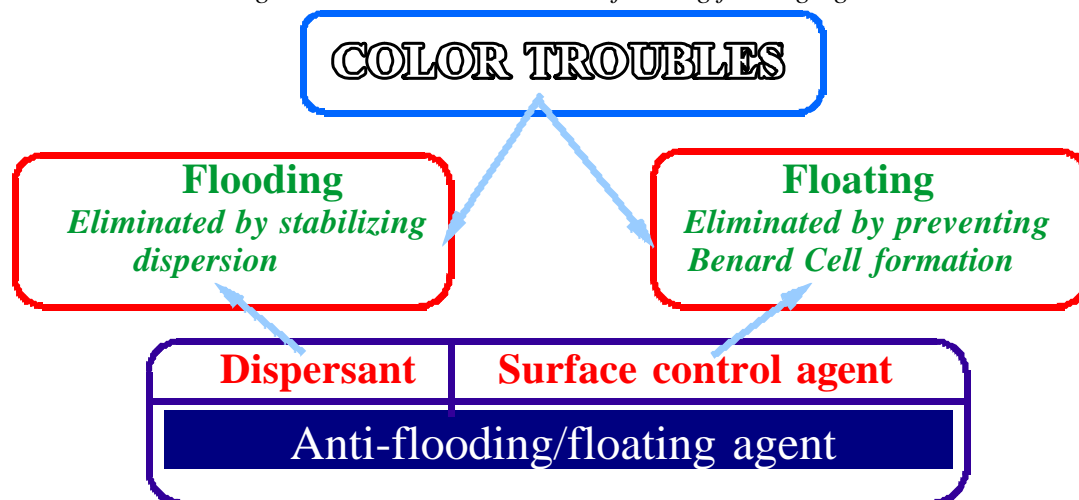 COLOR TROUBLES
Flooding
Eliminated by stabilizing
dispersion
Floating
Eliminated by preventing
Benard Cell formation
Dispersant
Surface control agent
Anti-flooding/floating agent